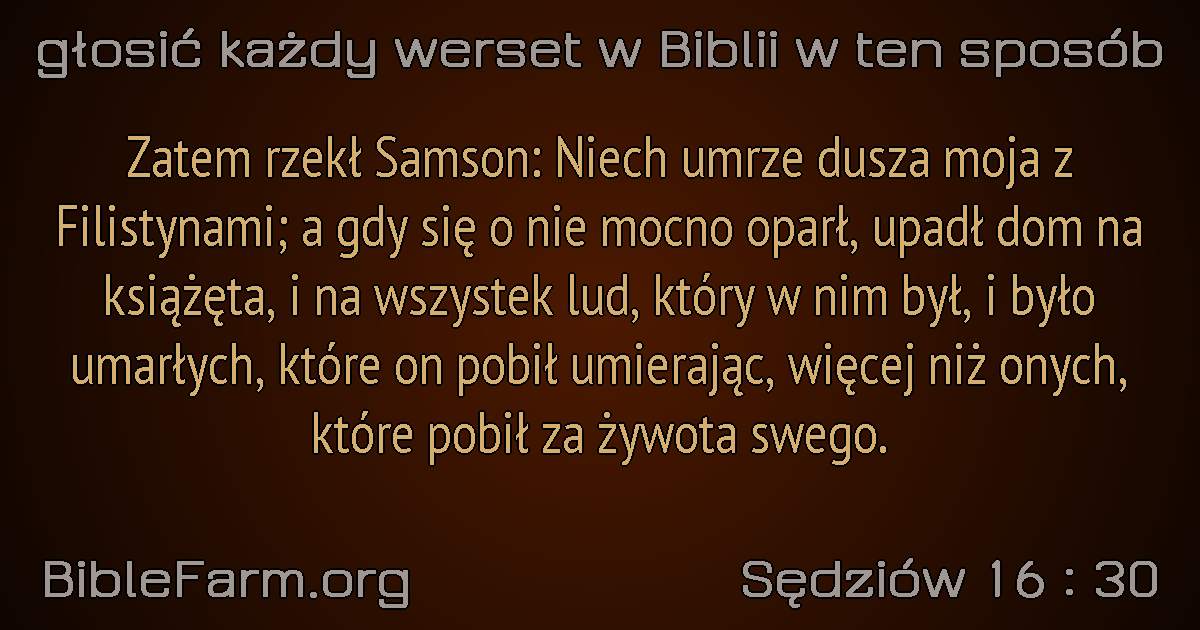 głosić każdy werset w Biblii w ten sposób
Zatem rzekł Samson: Niech umrze dusza moja z
Filistynami; a gdy się o nie mocno oparł, upadł dom na
książęta, i na wszystek lud, który w nim był, i było
umarłych, które on pobił umierając, więcej niż onych,
które pobił za żywota swego.
BibleFarm.org
Sędziów 16 : 30